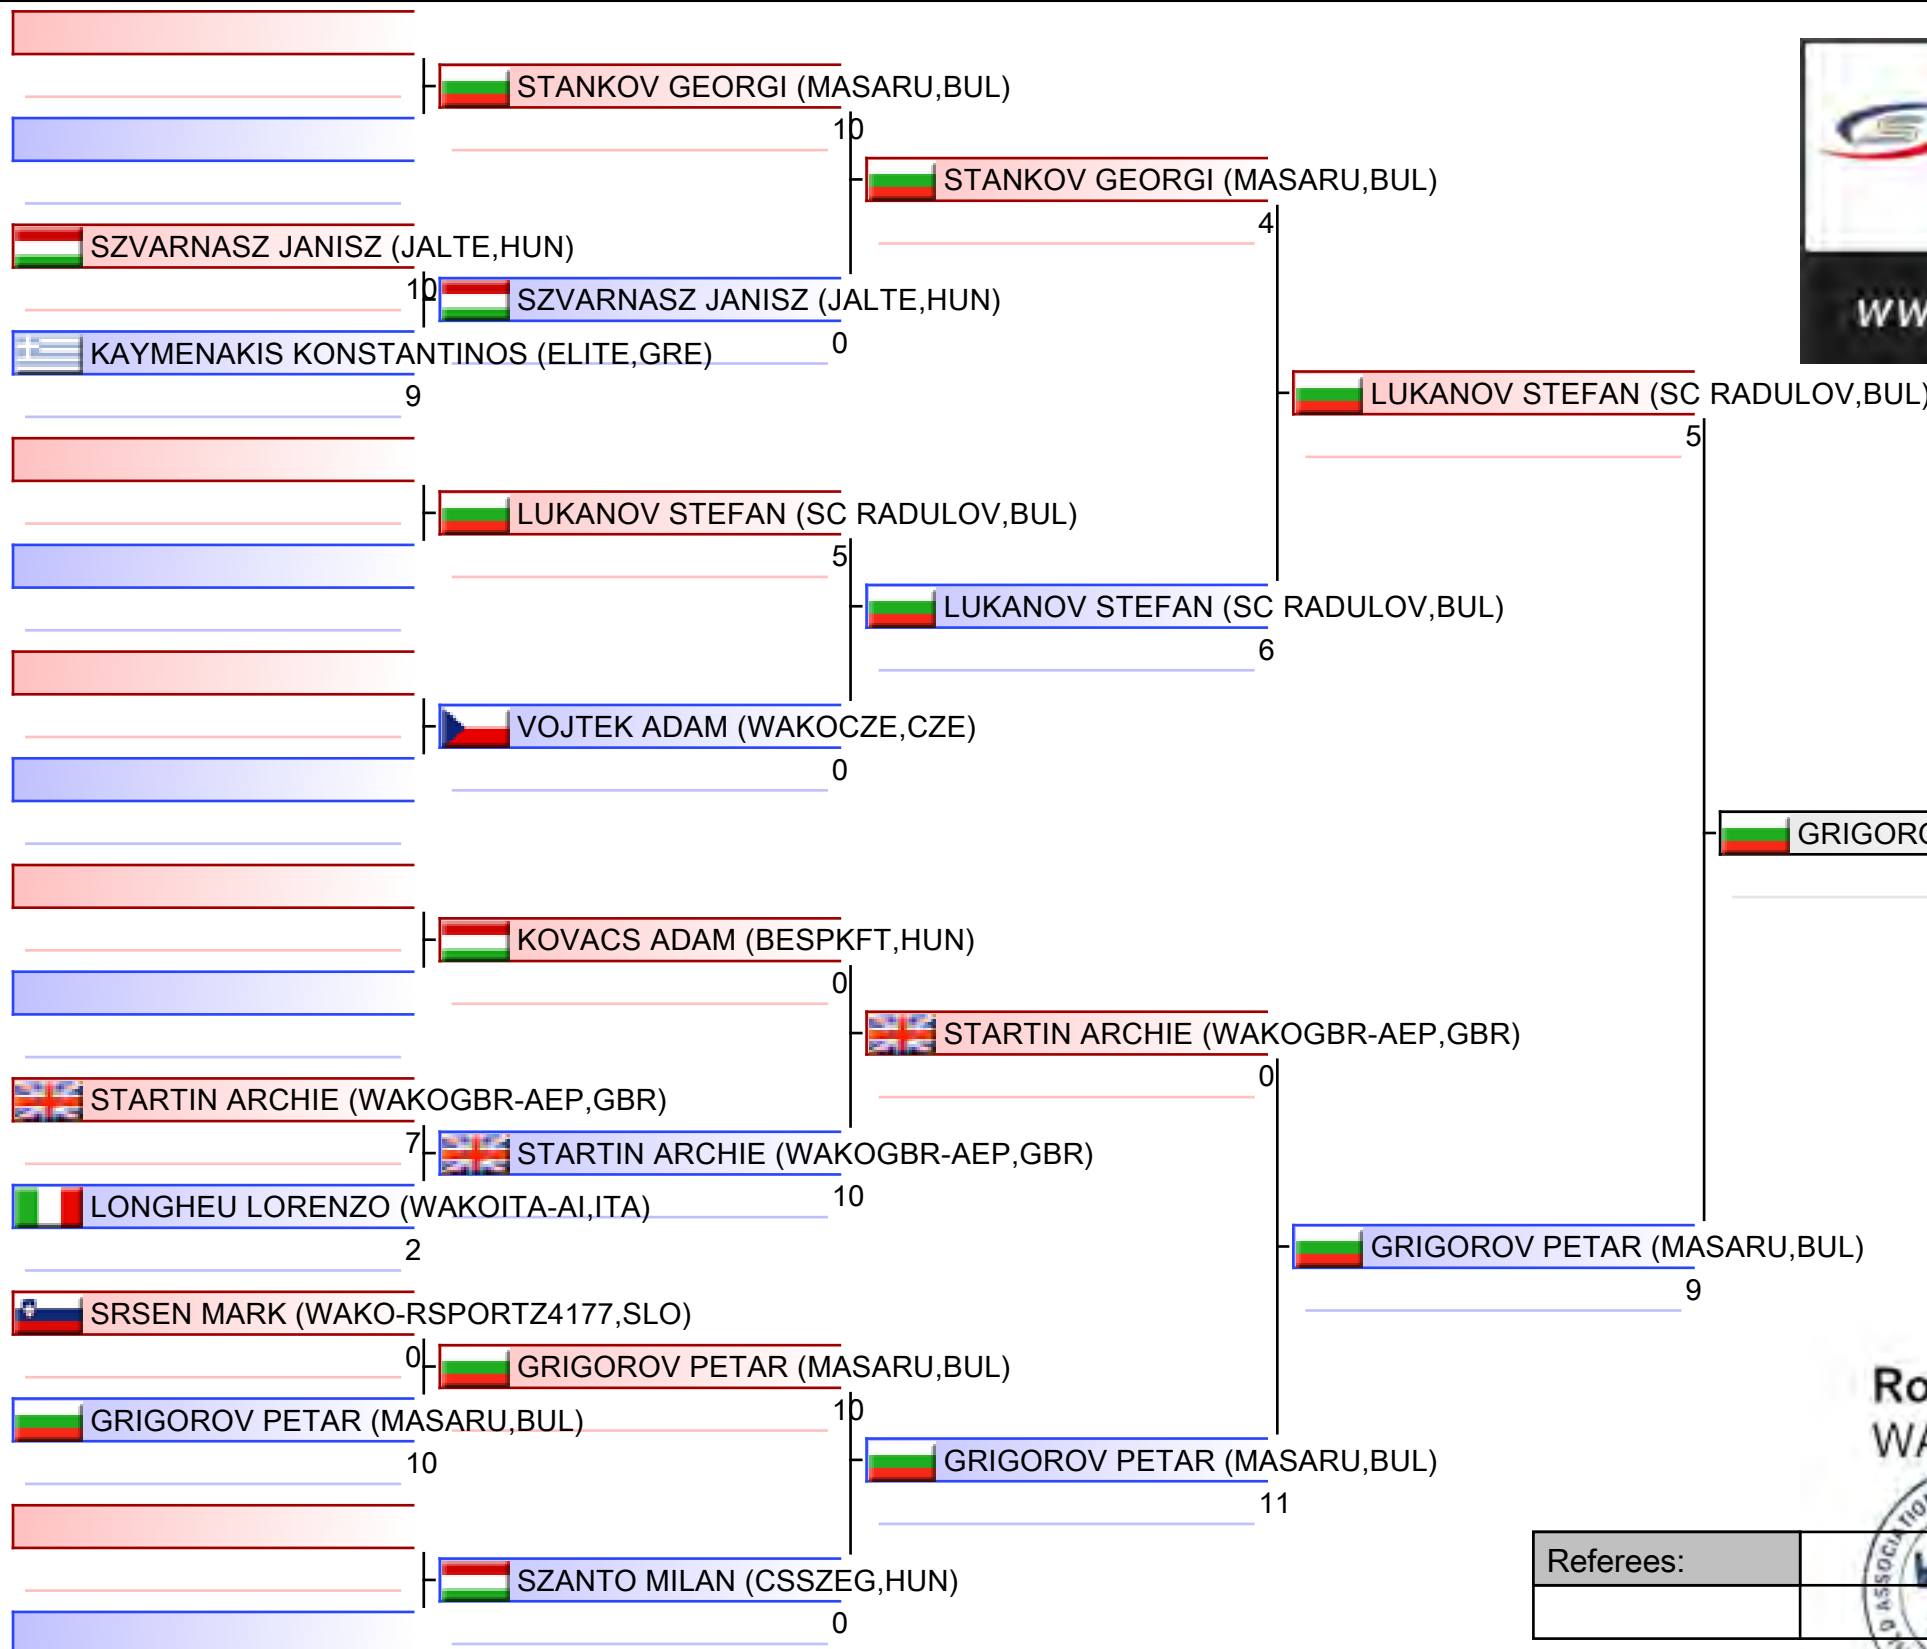 STANKOV GEORGI (MASARU,BUL)
10
STANKOV GEORGI (MASARU,BUL)
4
SZVARNASZ JANISZ (JALTE,HUN)
10
SZVARNASZ JANISZ (JALTE,HUN)
0
KAYMENAKIS KONSTANTINOS (ELITE,GRE)
9
LUKANOV STEFAN (SC RADULOV,BUL)
5
LUKANOV STEFAN (SC RADULOV,BUL)
5
LUKANOV STEFAN (SC RADULOV,BUL)
6
VOJTEK ADAM (WAKOCZE,CZE)
0
KOVACS ADAM (BESPKFT,HUN)
0
STARTIN ARCHIE (WAKOGBR-AEP,GBR)
0
STARTIN ARCHIE (WAKOGBR-AEP,GBR)
7
STARTIN ARCHIE (WAKOGBR-AEP,GBR)
10
LONGHEU LORENZO (WAKOITA-AI,ITA)
2
GRIGOROV PETAR (MASARU,BUL)
9
SRSEN MARK (WAKO-RSPORTZ4177,SLO)
0
GRIGOROV PETAR (MASARU,BUL)
10
GRIGOROV PETAR (MASARU,BUL)
10
GRIGOROV PETAR (MASARU,BUL)
11
SZANTO MILAN (CSSZEG,HUN)
0
Referees: